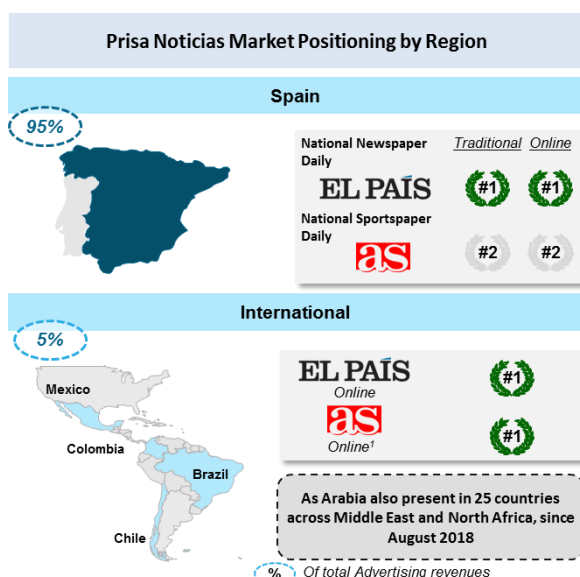 Prisa Noticias Market Positioning by Region
Spain
95%
National Newspaper
Daily
Traditional Online
EL PAÍS
#1 #1
National Sportspaper
Daily
as
#2 #2
International
5%
Mexico
Colombia
Brazil
Chile
EL PAÍS
Online
#1
as
Online¹
#1
As Arabia also present in 25 countries
across Middle East and North Africa, since
August 2018
% Of total Advertising revenues